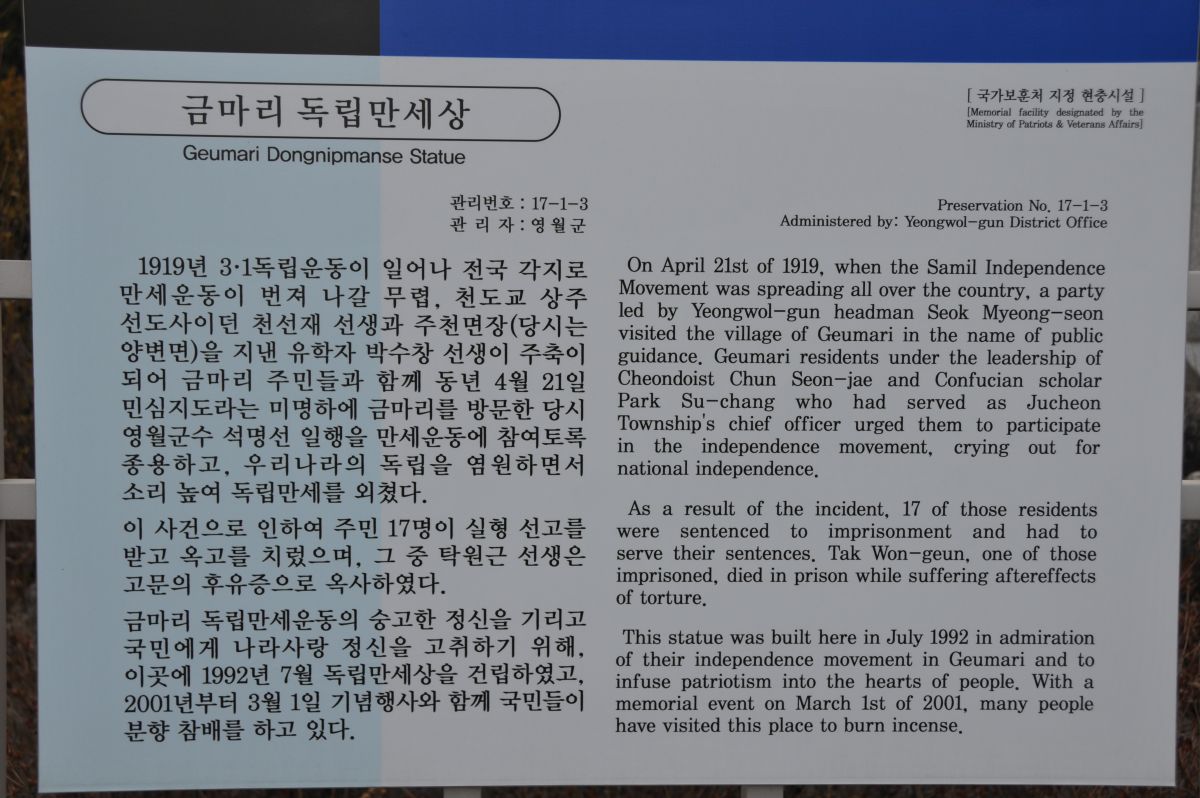 금마리 독립만세상
Geumari Dongnipmanse Statue
[ 국가보훈처 지정 현충시설 ]
[Memorial facility designated by the
Ministry of Patriots & Veterans Affairs]
관리번호 : 17-1-3
관 리 자 : 영월군
1919년 3·1독립운동이 일어나 전국 각지로
만세운동이 번져 나갈 무렵, 천도교 상주
선도사이던 천선재 선생과 주천면장(당시는
양변면)을 지낸 유학자 박수창 선생이 주축이
되어 금마리 주민들과 함께 동년 4월 21일
민심지도라는 미명하에 금마리를 방문한 당시
영월군수 석명선 일행을 만세운동에 참여토록
종용하고, 우리나라의 독립을 염원하면서
소리 높여 독립만세를 외쳤다.
이 사건으로 인하여 주민 17명이 실형 선고를
받고 옥고를 치렀으며, 그 중 탁원근 선생은
고문의 후유증으로 옥사하였다.
금마리 독립만세운동의 숭고한 정신을 기리고
국민에게 나라사랑 정신을 고취하기 위해,
이곳에 1992년 7월 독립만세상을 건립하였고,
2001년부터 3월 1일 기념행사와 함께 국민들이
분향 참배를 하고 있다.
Preservation No. 17-1-3
Administered by: Yeongwol-gun District Office
On April 21st of 1919, when the Samil Independence
Movement was spreading all over the country, a party
led by Yeongwol-gun headman Seok Myeong-seon
visited the village of Geumari in the name of public
guidance. Geumari residents under the leadership of
Cheondoist Chun Seon-jae and Confucian scholar
Park Su-chang who had served as Jucheon
Township's chief officer urged them to participate
in the independence movement, crying out for
national independence.
As a result of the incident, 17 of those residents
were sentenced to imprisonment and had to
serve their sentences. Tak Won-geun, one of those
imprisoned, died in prison while suffering aftereffects
of torture.
This statue was built here in July 1992 in admiration
of their independence movement in Geumari and to
infuse patriotism into the hearts of people. With a
memorial event on March 1st of 2001, many people
have visited this place to burn incense.